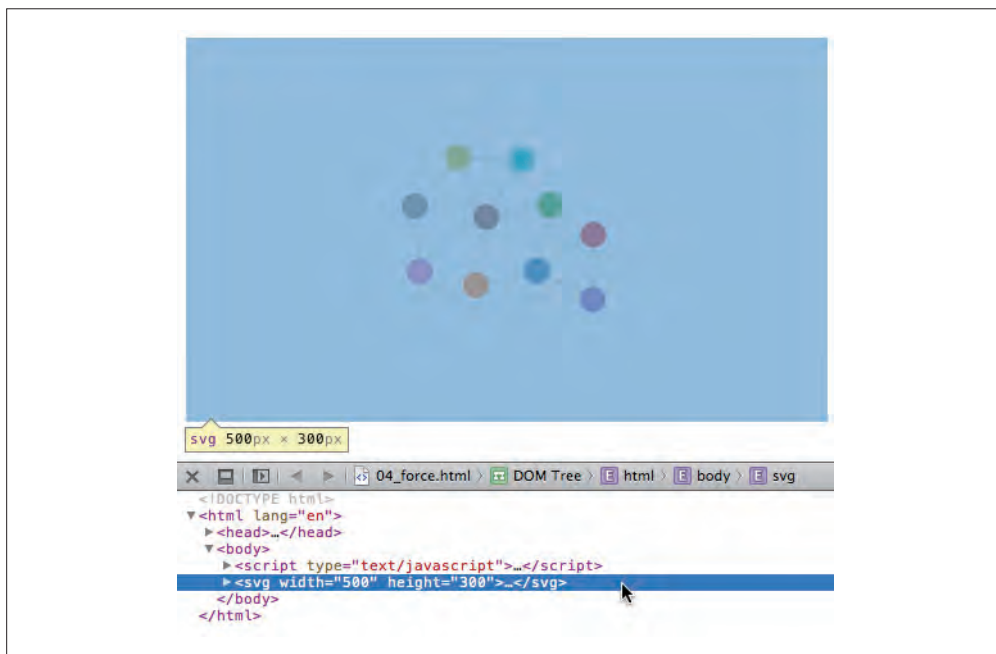 svg 500px × 300px
04_force.html › DOM Tree › E html › E body › E svg
<!DOCTYPE html>
▼<html lang="en">
▶<head>…</head>
▼<body>
▶<script type="text/javascript">…</script>
▶<svg width="500" height="300">…</svg>
</body>
</html>